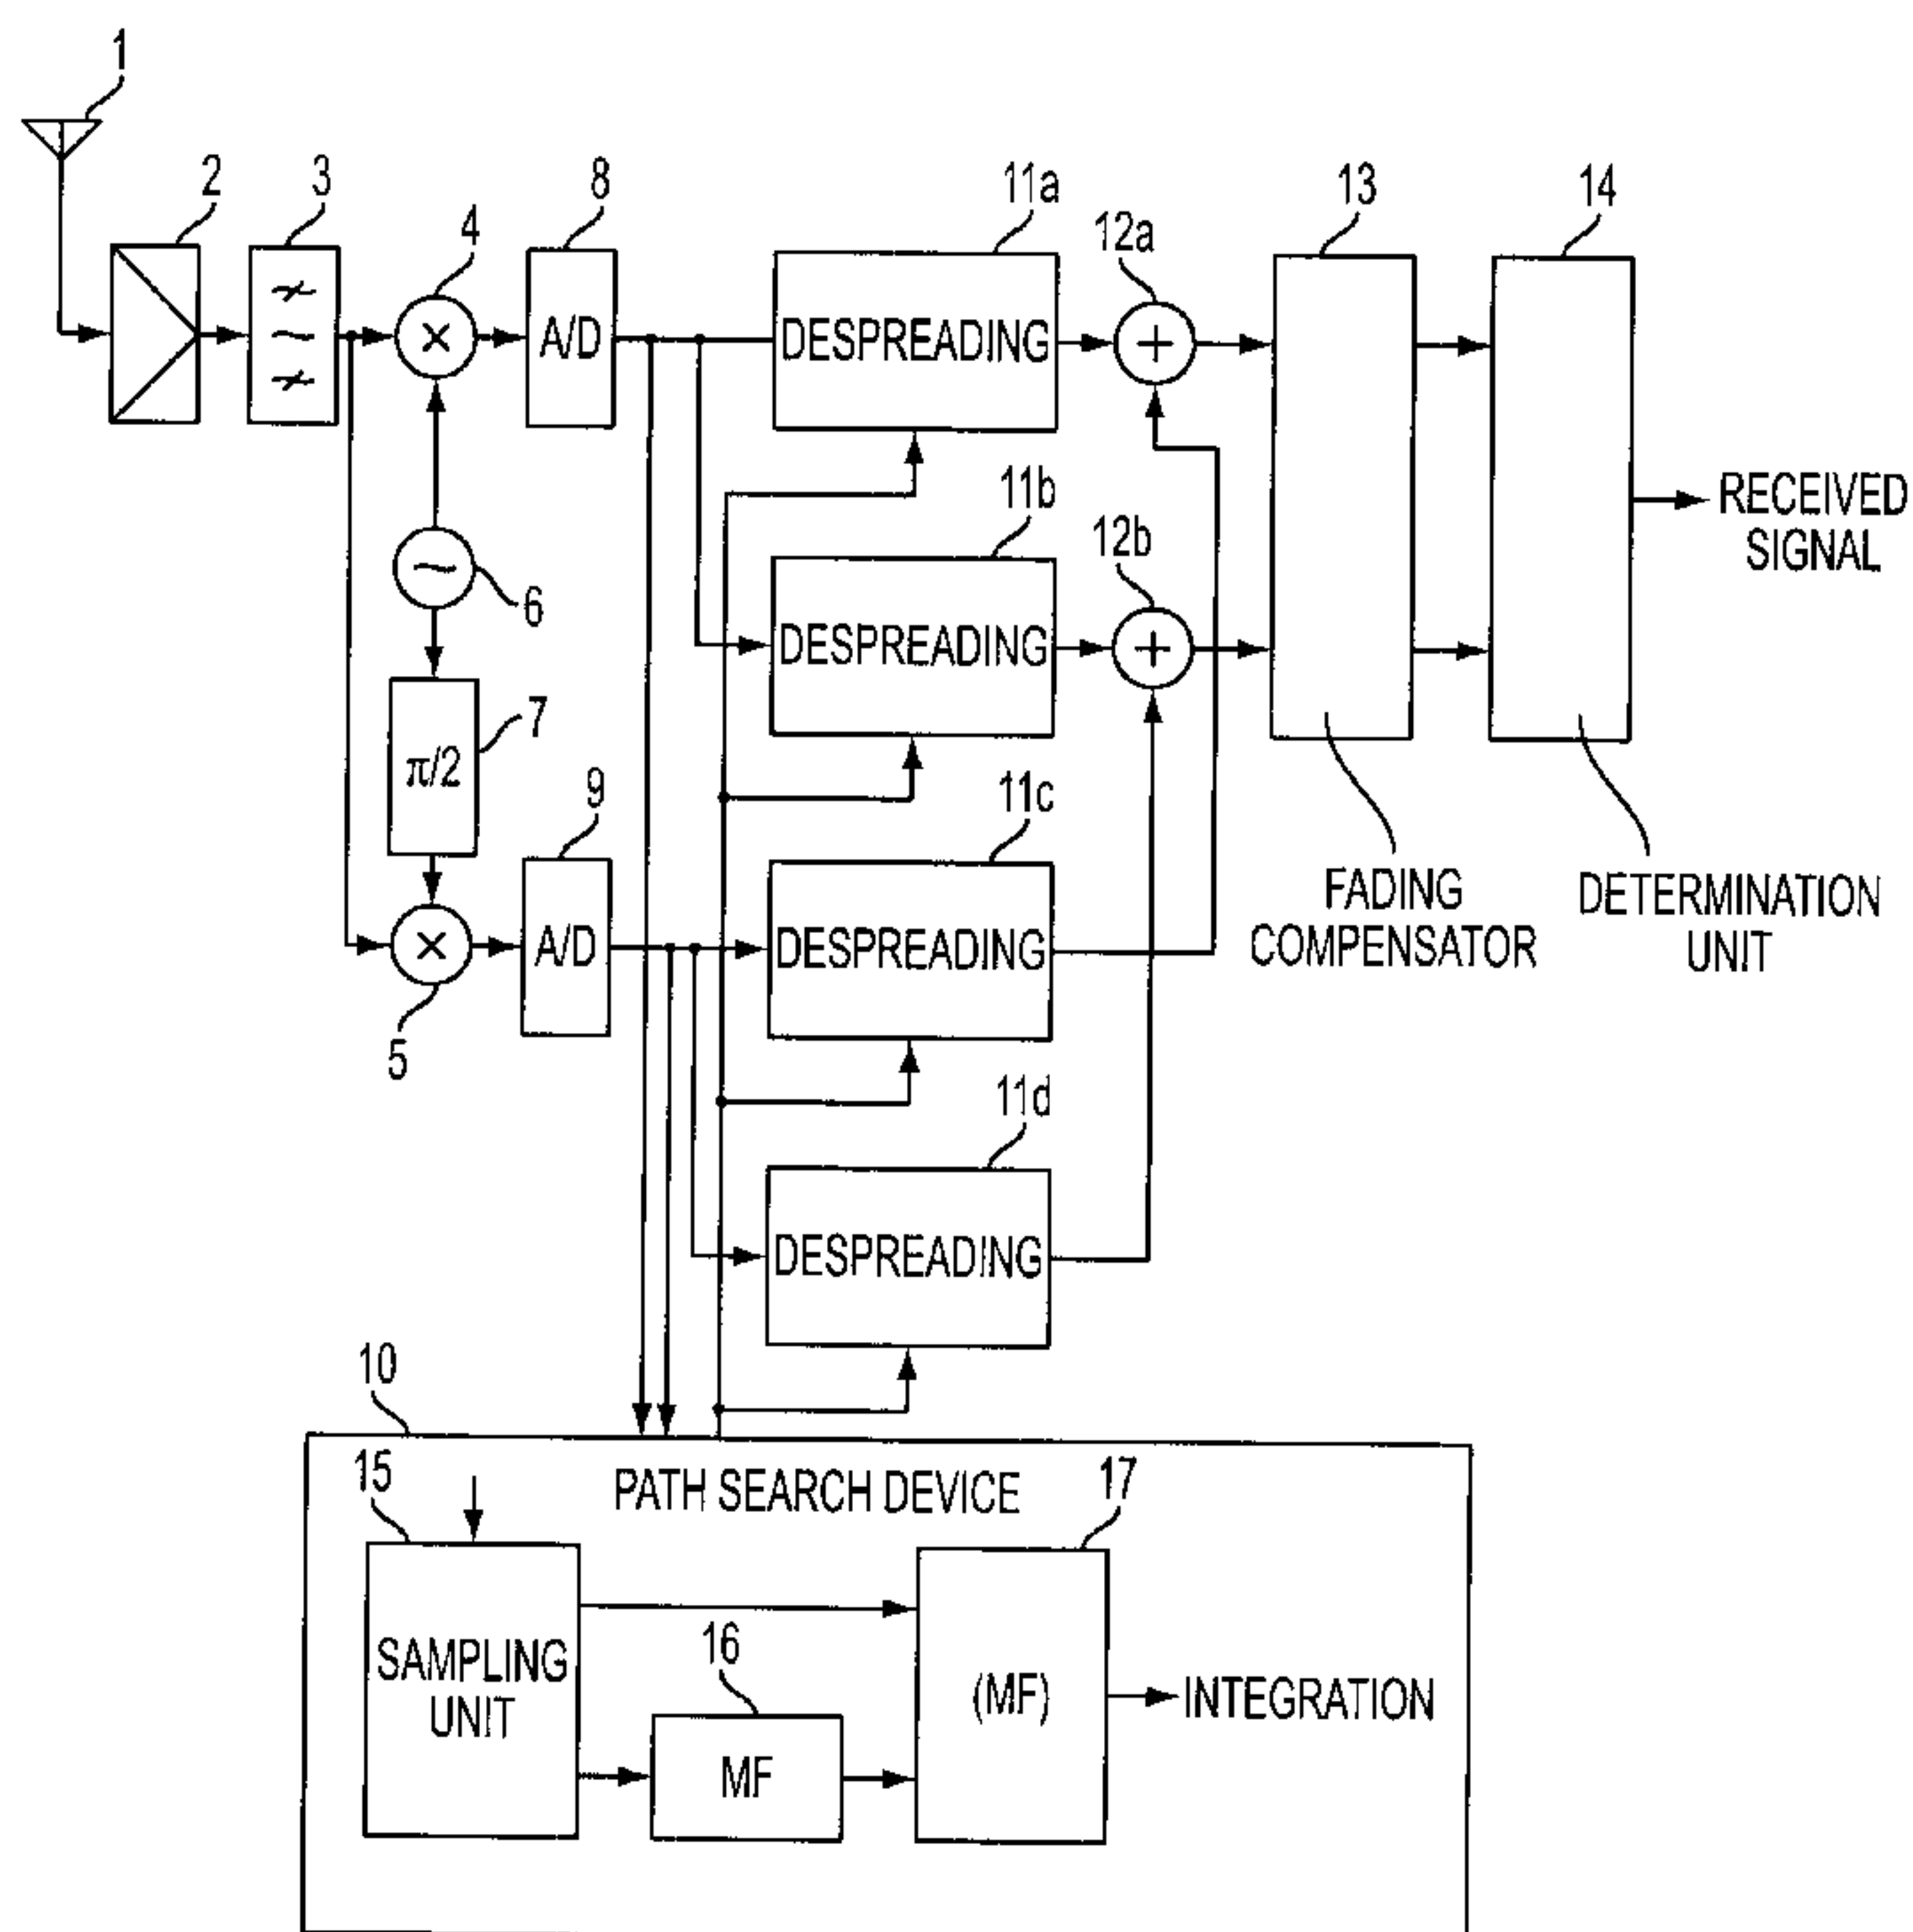 1
2
3
4
8
11a
12a
13
14
A/D
DESPREADING
+
×
11b
12b
RECEIVED
SIGNAL
6
DESPREADING
+
7
π/2
9
11c
FADING
COMPENSATOR
DETERMINATION
UNIT
×
A/D
DESPREADING
5
11d
DESPREADING
10
PATH SEARCH DEVICE
15
17
SAMPLING
UNIT
16
(MF)
INTEGRATION
MF